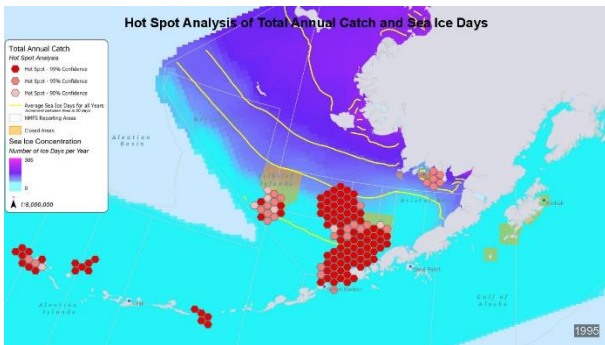 Hot Spot Analysis of Total Annual Catch and Sea Ice Days
Total Annual Catch
Hot Spot Analysis
Hot Spot - 99% Confidence
Hot Spot - 95% Confidence
Hot Spot - 90% Confidence
Average Sea Ice Days for all Years
NMFS Reporting Areas
Closed Areas
Sea Ice Concentration
Number of Ice Days per Year
0
1:8,000,000
Aleutian
Basin
Islands
Kodiak
Gulf of
Alaska
Aleutian
Islands
1995